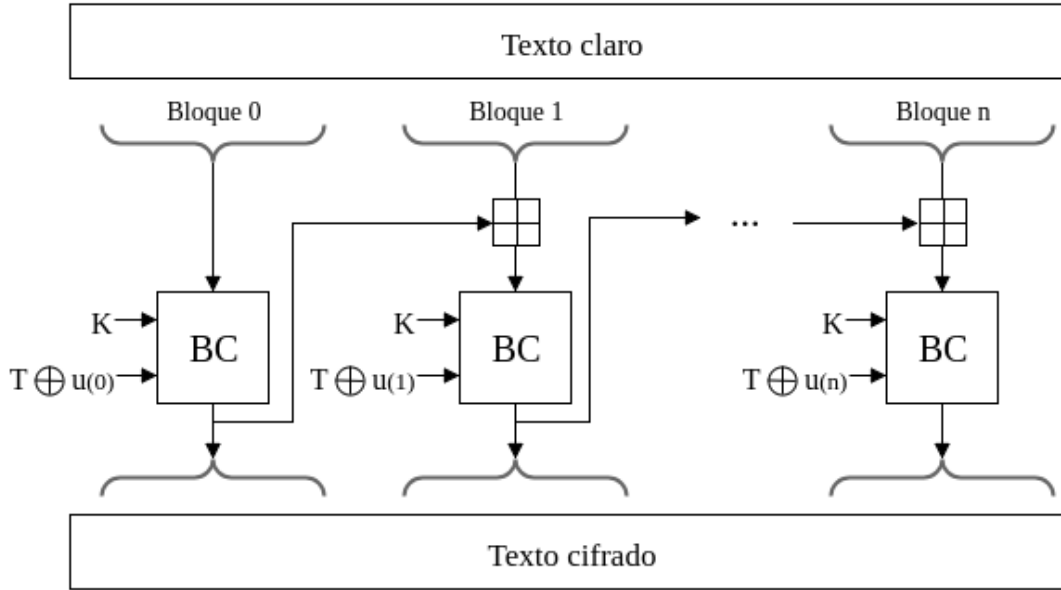 Texto claro
Bloque 0 Bloque 1 Bloque n
...
K K K
BC BC BC
T ⊕ u(0) T ⊕ u(1) T ⊕ u(n)
Texto cifrado